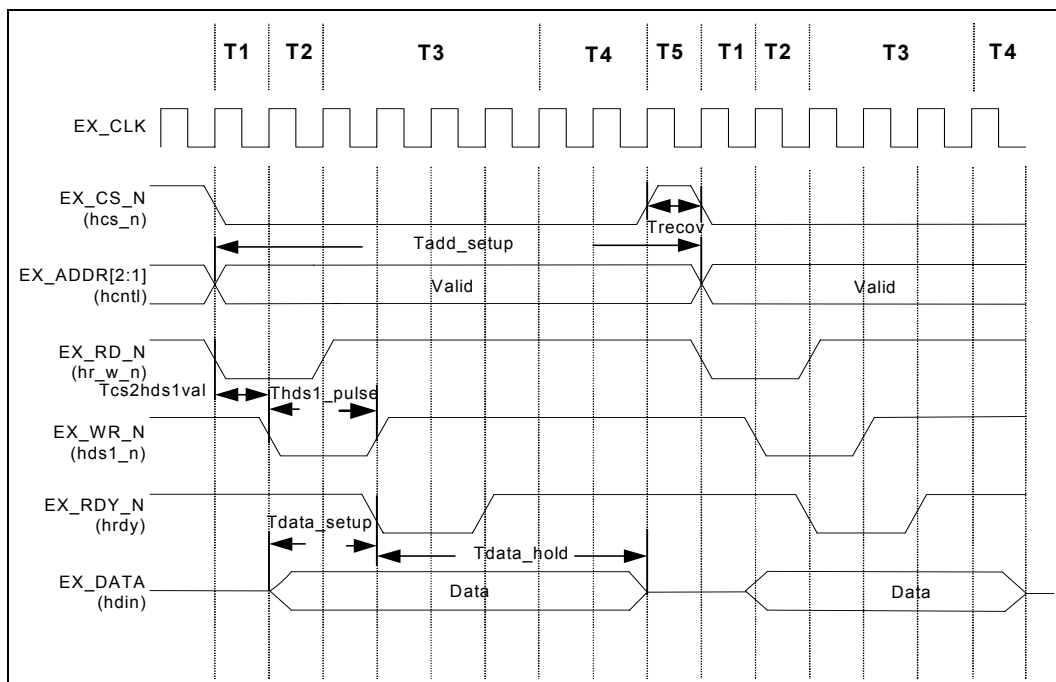 T1 T2 T3 T4 T5 T1 T2 T3 T4
EX_CLK
EX_CS_N
(hcs_n)
Trecov
Tadd_setup
EX_ADDR[2:1]
(hcntl)
Valid Valid
EX_RD_N
(hr_w_n)
Tcs2hds1val Thds1_pulse
EX_WR_N
(hds1_n)
EX_RDY_N
(hrdy)
Tdata_setup
Tdata_hold
EX_DATA
(hdin)
Data Data